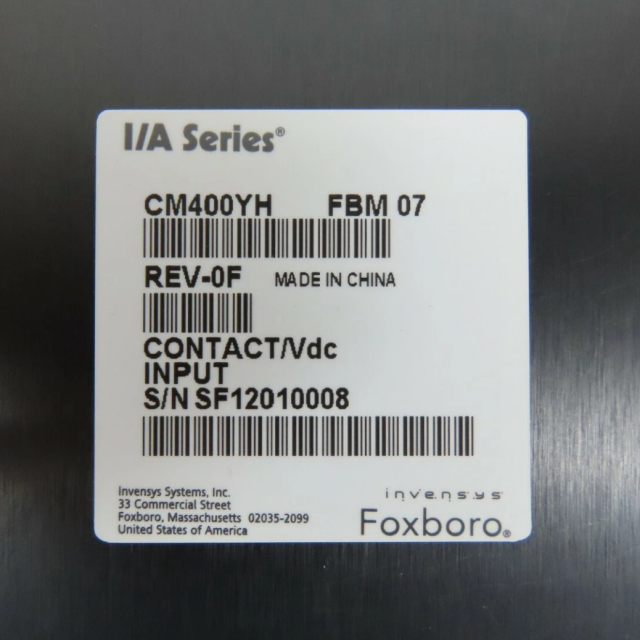 I/A Series®
CM400YH FBM 07
REV-0F MADE IN CHINA
CONTACT/Vdc
INPUT
S/N SF12010008
Invensys Systems, Inc.
33 Commercial Street
Foxboro, Massachusetts 02035-2099
United States of America
invensys
Foxboro®